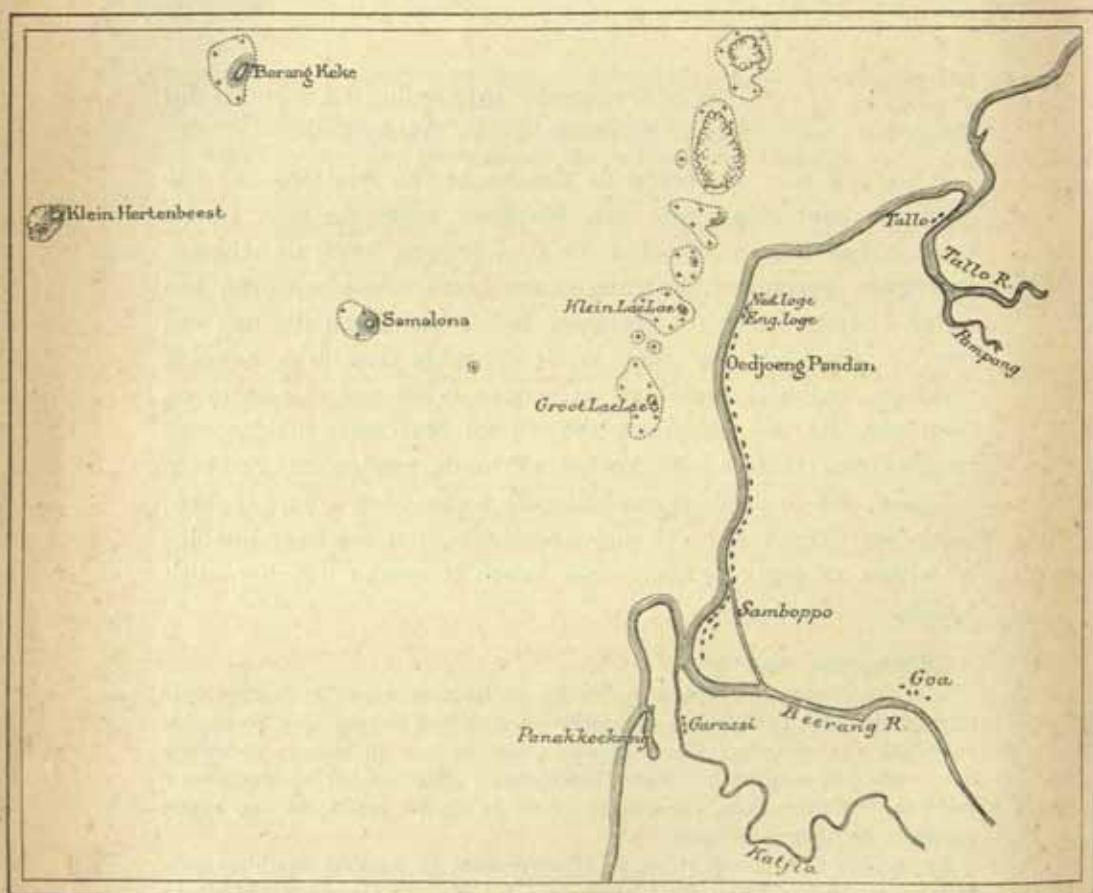 Barang Keke
Klein Hertenbeest
Tallo
Tallo R.
Klein LaeLae
Ned. loge
Eng. loge
Samalona
Pampang
Oedjoeng Pandan
Groot LaeLae
Samboppo
Goa
Beerang R.
Garassi
Panakkoekang
Katjia